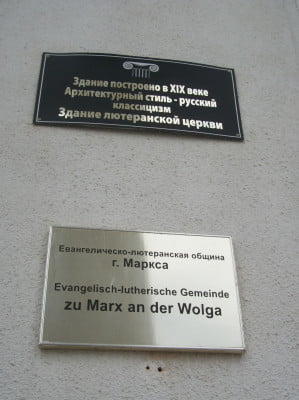 Здание построено в XIX веке
Архитектурный стиль - русский
классицизм
Здание лютеранской церкви
Евангелическо-лютеранская община
г. Маркса
Evangelisch-lutherische Gemeinde
zu Marx an der Wolga